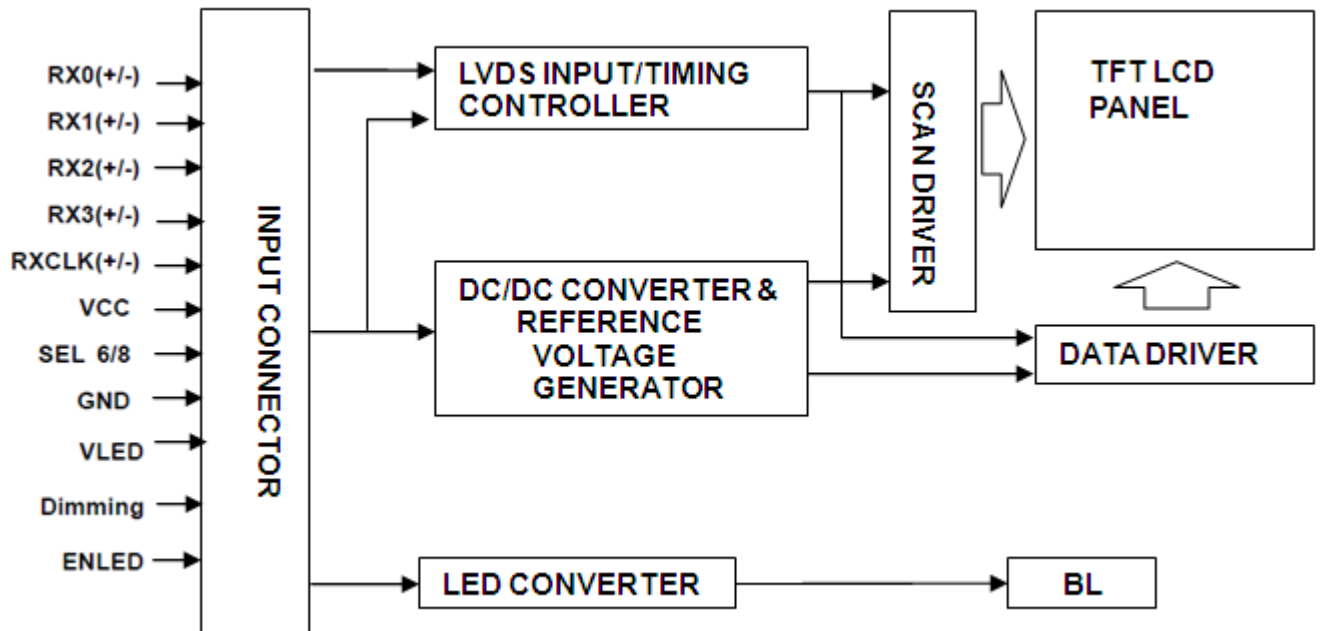 RX0(+/-)
RX1(+/-)
RX2(+/-)
RX3(+/-)
RXCLK(+/-)
VCC
SEL 6/8
GND
VLED
Dimming
ENLED
INPUT CONNECTOR
LVDS INPUT/TIMING
CONTROLLER
DC/DC CONVERTER &
REFERENCE
VOLTAGE
GENERATOR
LED CONVERTER
SCAN DRIVER
TFT LCD
PANEL
DATA DRIVER
BL